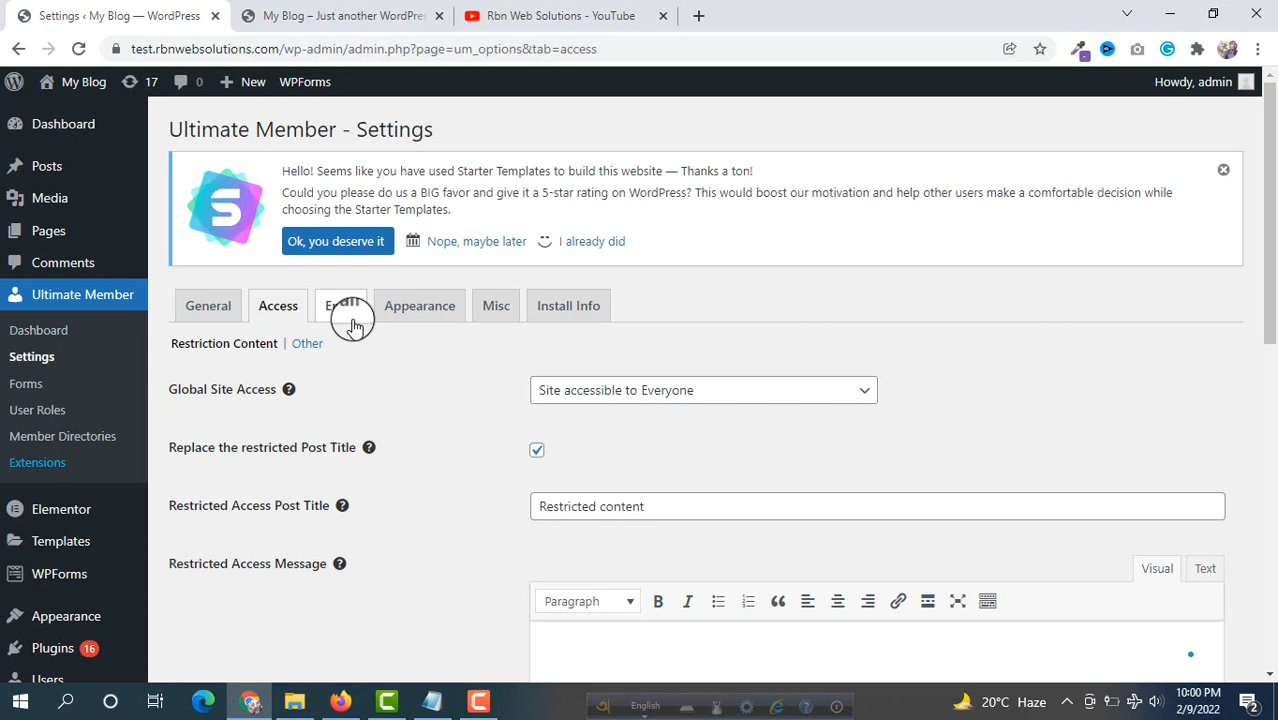 Settings ‹ My Blog — WordPress
My Blog – Just another WordPres
Rbn Web Solutions - YouTube
test.rbnwebsolutions.com/wp-admin/admin.php?page=um_options&tab=access
My Blog
17
0
New
WPForms
Howdy, admin
Dashboard
Posts
Media
Pages
Comments
Ultimate Member
Dashboard
Settings
Forms
User Roles
Member Directories
Extensions
Elementor
Templates
WPForms
Appearance
Plugins 16
Users
Ultimate Member - Settings
Hello! Seems like you have used Starter Templates to build this website — Thanks a ton!
Could you please do us a BIG favor and give it a 5-star rating on WordPress? This would boost our motivation and help other users make a comfortable decision while
choosing the Starter Templates.
Ok, you deserve it
Nope, maybe later
I already did
General
Access
Appearance
Misc
Install Info
Restriction Content | Other
Global Site Access
Site accessible to Everyone
Replace the restricted Post Title
Restricted Access Post Title
Restricted content
Restricted Access Message
Visual
Text
Paragraph
B
I
English
20°C Haze
10:00 PM
2/9/2022
2